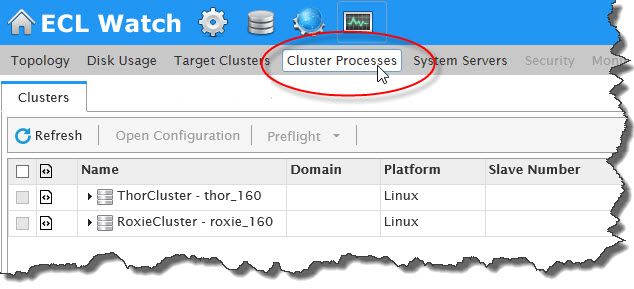 ECL Watch
Topology Disk Usage Target Clusters Cluster Processes System Servers Security
Clusters
Refresh Open Configuration Preflight
Name Domain Platform Slave Number
ThorCluster - thor_160 Linux
RoxieCluster - roxie_160 Linux